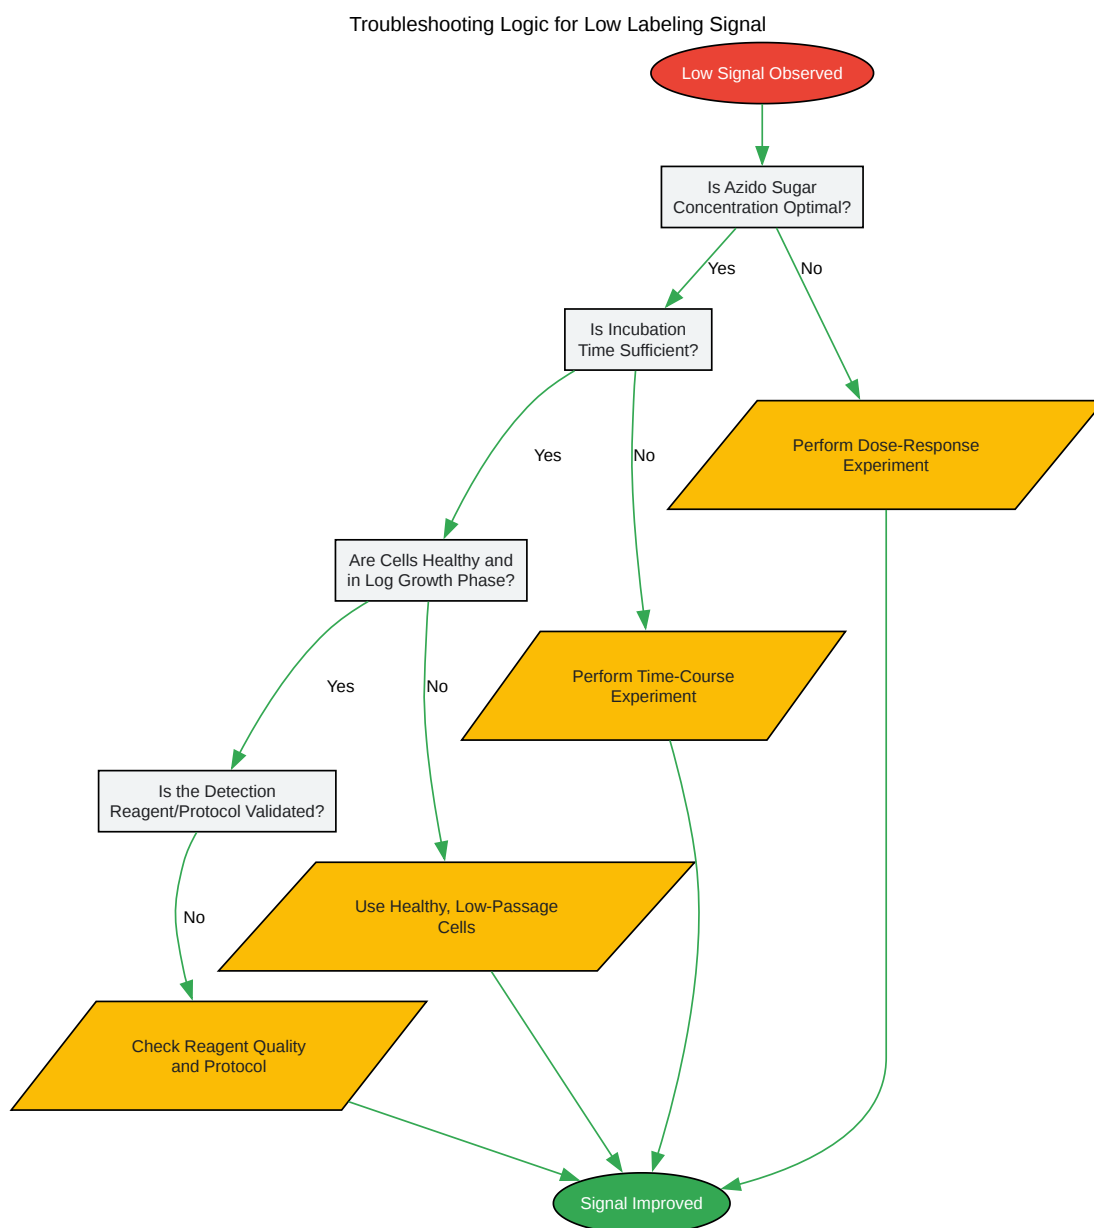 Troubleshooting Logic for Low Labeling Signal
Low Signal Observed
Is Azido Sugar
Concentration Optimal?
Yes
No
Is Incubation
Time Sufficient?
Perform Dose-Response
Experiment
Yes
No
Are Cells Healthy and
in Log Growth Phase?
Perform Time-Course
Experiment
Yes
No
Is the Detection
Reagent/Protocol Validated?
Use Healthy, Low-Passage
Cells
No
Check Reagent Quality
and Protocol
Signal Improved